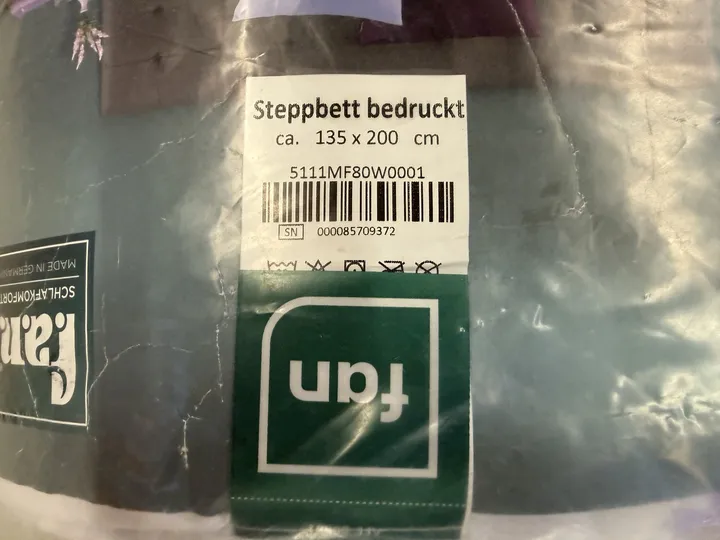 Steppbett bedruckt
ca. 135 x 200 cm
5111MF80W0001
SN 000085709372
fan
f.a.n.
SCHLAFKOMFORT
MADE IN GERMANY